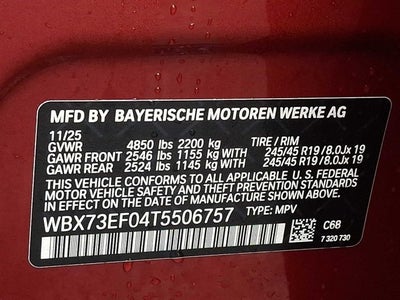 MFD BY BAYERISCHE MOTOREN WERKE AG
11/25
GVWR 4850 lbs 2200 kg TIRE / RIM
GAWR FRONT 2546 lbs 1155 kg WITH 245/45 R19 / 8.0Jx 19
GAWR REAR 2524 lbs 1145 kg WITH 245/45 R19 / 8.0Jx 19
THIS VEHICLE CONFORMS TO ALL APPLICABLE U. S. FEDERAL
MOTOR VEHICLE SAFETY, BUMPER, AND THEFT PREVENTION
STANDARDS IN EFFECT ON THE DATE OF MANUFACTURE SHOWN ABOVE.
WBX73EF04T5506757 TYPE: MPV
C68
7 320 730